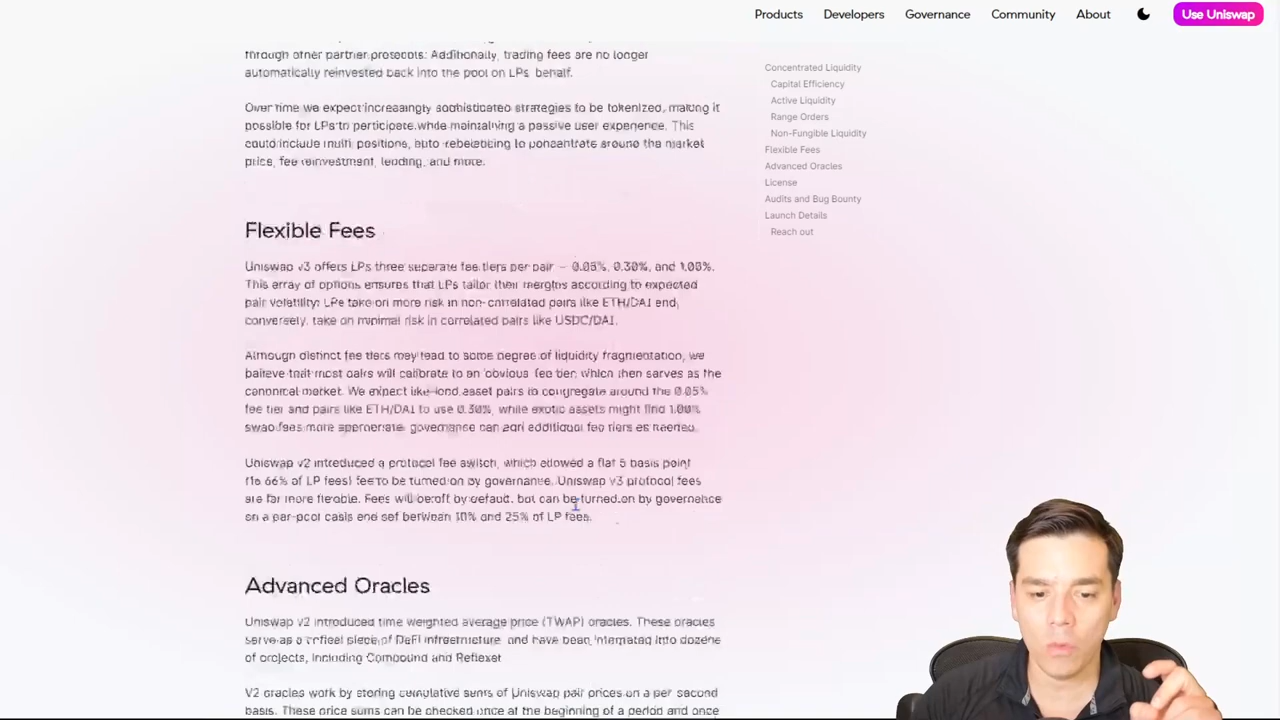 Products Developers Governance Community About Use Uniswap
through other partner presents. Additionally, trading fees are no longer
automatically reinvested back into the pool on LPs behalf.
Over time we expect increasingly sophisticated strategies to be tokenized, making it
possible for LPs to participate while maintaining a passive user experience. This
could include multi positions, auto rebalancing to concentrate around the market
price, fee reinvestment, lending, and more.
Flexible Fees
Uniswap v3 offers LPs three separate fee tiers per pair — 0.05%, 0.30%, and 1.00%.
This array of options ensures that LPs tailor their margins according to expected
pair volatility: LPs take on more risk in non-correlated pairs like ETH/DAI and,
conversely, take on minimal risk in correlated pairs like USDC/DAI.
Although distinct fee tiers may lead to some degree of liquidity fragmentation, we
believe that most pairs will calibrate to an obvious fee tier, which then serves as the
canonical market. We expect like-kind asset pairs to congregate around the 0.05%
fee tier and pairs like ETH/DAI to use 0.30%, while exotic assets might find 1.00%
swap fees more appropriate. governance can add additional fee tiers as needed.
Uniswap v2 introduced a protocol fee switch, which allowed a flat 5 basis point
(16.66% of LP fees) fee to be turned on by governance. Uniswap v3 protocol fees
are far more flexible. Fees will be off by default, but can be turned on by governance
on a per-pool basis and set between 10% and 25% of LP fees.
Advanced Oracles
Uniswap v2 introduced time weighted average price (TWAP) oracles. These oracles
serve as a critical piece of DeFi infrastructure, and have been integrated into dozens
of projects, including Compound and Reflexer
V2 oracles work by storing cumulative sums of Uniswap pair prices on a per second
basis. These price sums can be checked once at the beginning of a period and once
Concentrated Liquidity
Capital Efficiency
Active Liquidity
Range Orders
Non-Fungible Liquidity
Flexible Fees
Advanced Oracles
License
Audits and Bug Bounty
Launch Details
Reach out